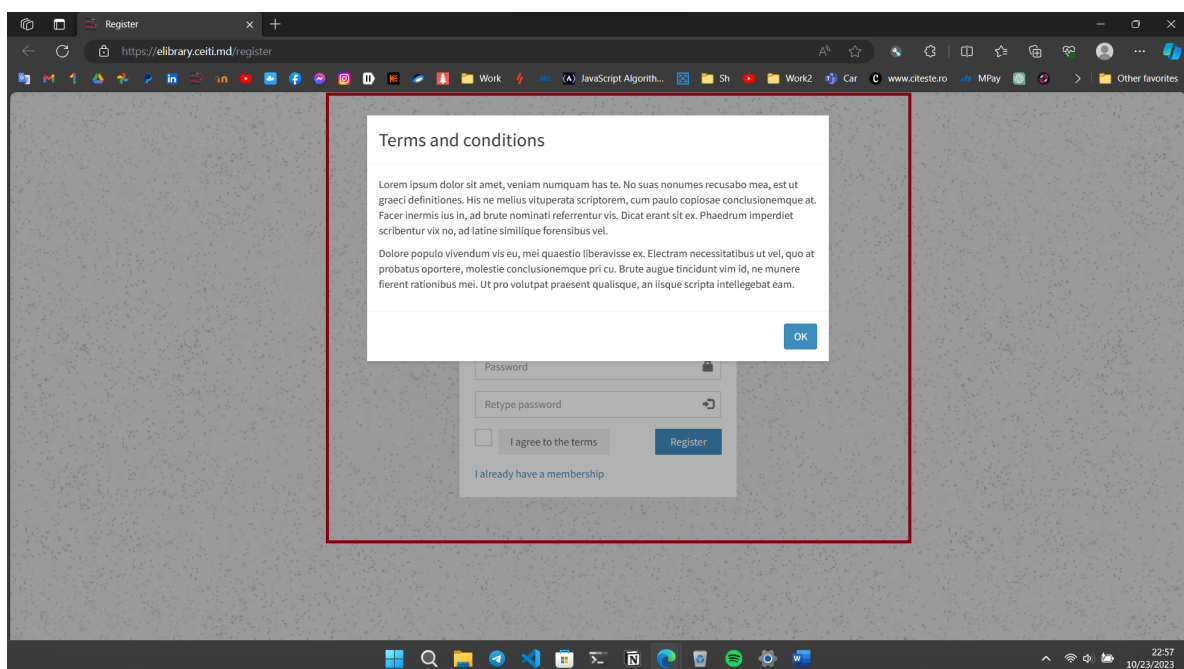 Register
https://elibrary.ceiti.md/register
Work
JavaScript Algorith...
Sh
Work2
Car
www.citeste.ro
MPay
Other favorites
Terms and conditions
Lorem ipsum dolor sit amet, veniam numquam has te. No suas nonumes recusabo mea, est ut
graeci definitiones. His ne melius vituperata scriptorem, cum paulo copiosae conclusionemque at.
Facer inermis ius in, ad brute nominati referrentur vis. Dicat erant sit ex. Phaedrum imperdiet
scribentur vix no, ad latine similique forensibus vel.
Dolore populo vivendum vis eu, mei quaestio liberavisse ex. Electram necessitatibus ut vel, quo at
probatus oportere, molestie conclusionemque pri cu. Brute augue tincidunt vim id, ne munere
fierent rationibus mei. Ut pro volutpat praesent qualisque, an iisque scripta intellegebat eam.
OK
Password
Retype password
I agree to the terms
Register
I already have a membership
22:57
10/23/2023